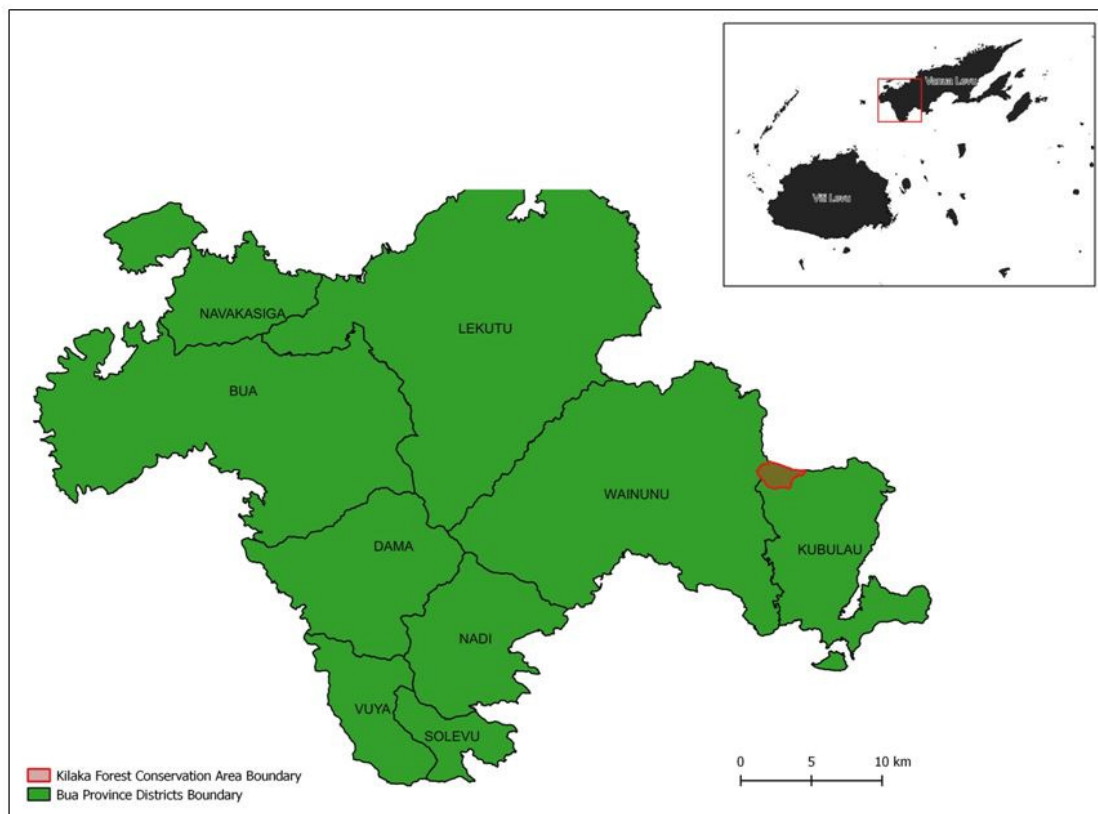 Vanua Levu
Viti Levu
NAVAKASIGA
LEKUTU
BUA
WAINUNU
DAMA
KUBULAU
NADI
VUYA
SOLEVU
Kilaka Forest Conservation Area Boundary
Bua Province Districts Boundary
0 5 10 km